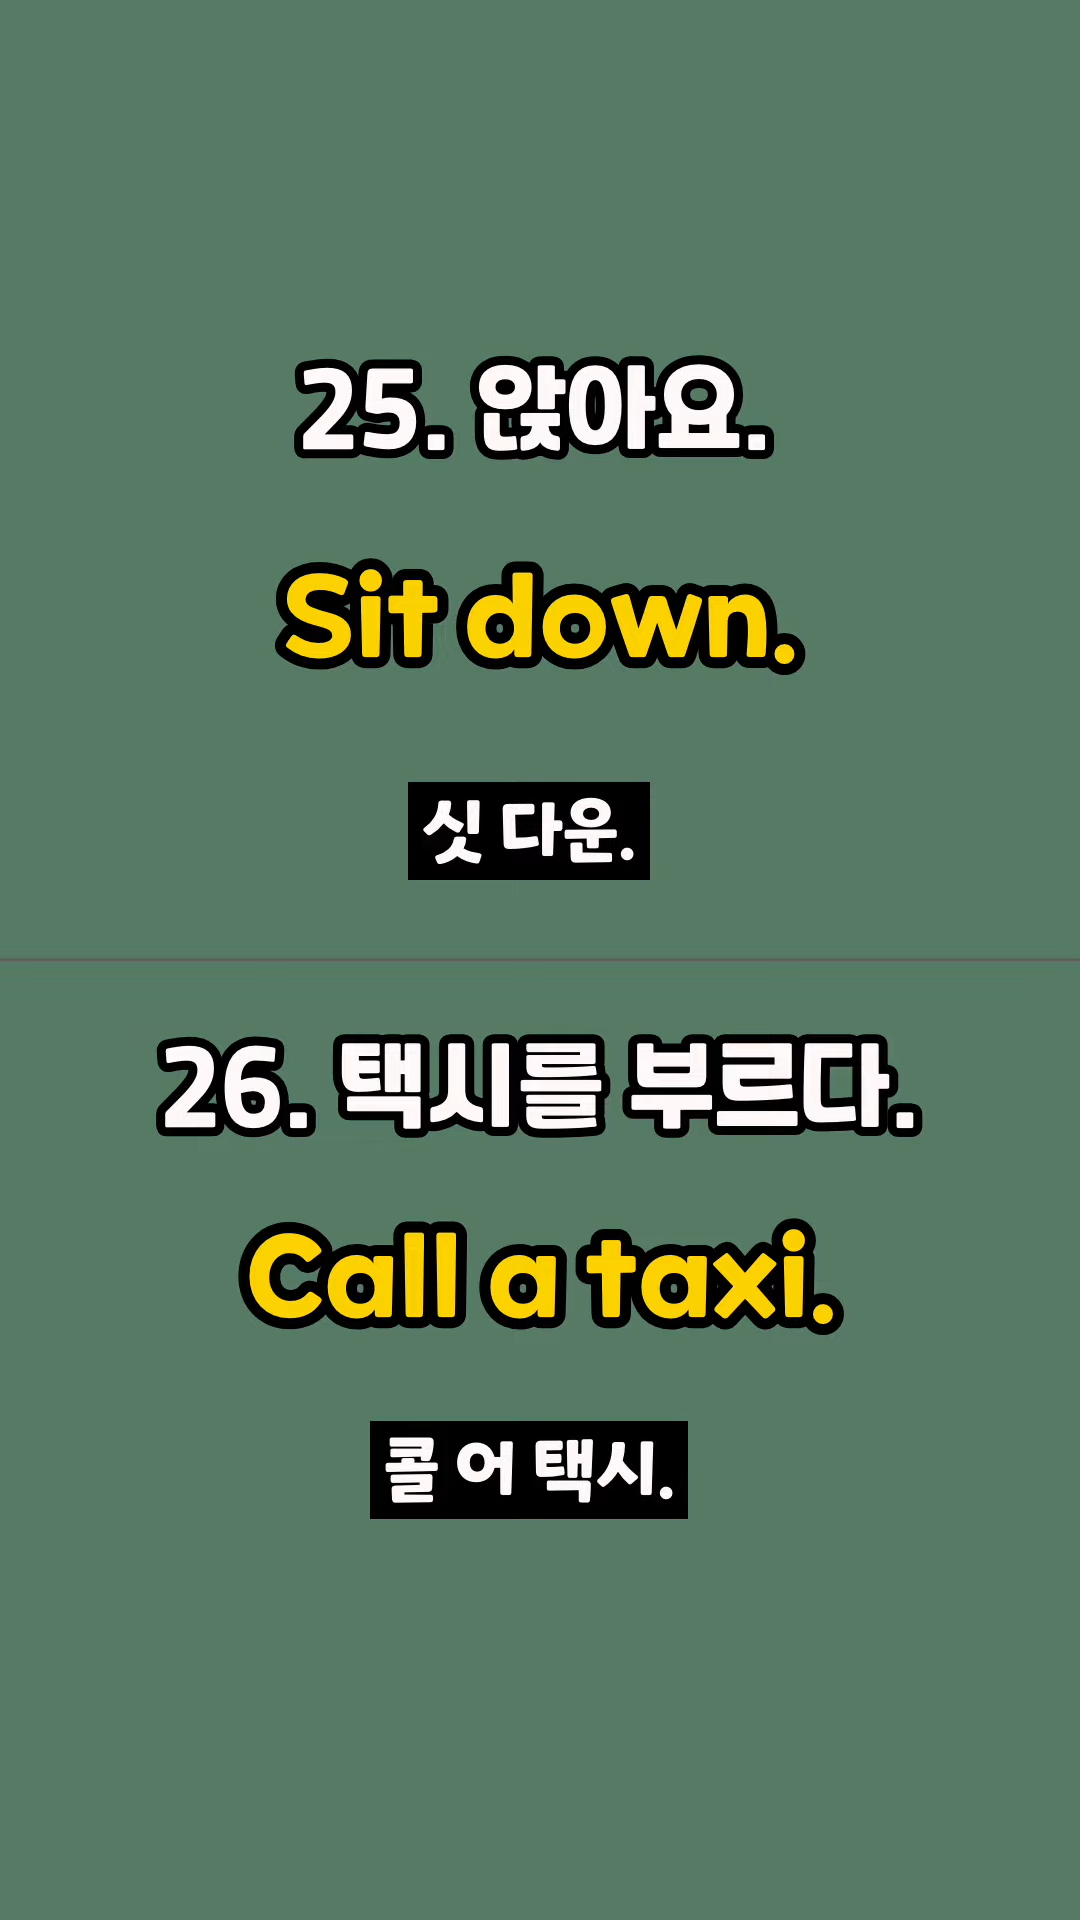 25. 앉아요.
Sit down.
싯 다운.
26. 택시를 부르다.
Call a taxi.
콜 어 택시.